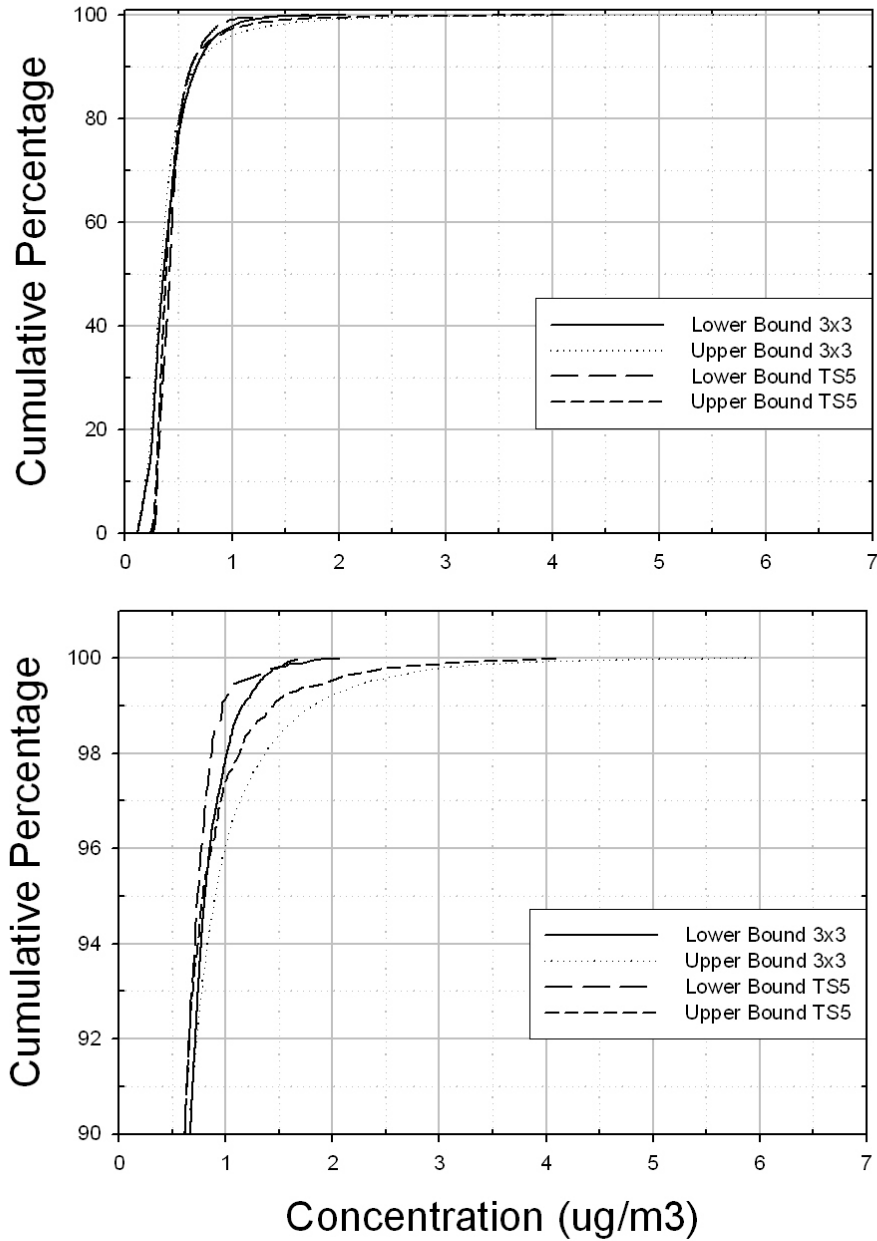 Cumulative Percentage
100
80
60
40
20
0
Lower Bound 3x3
Upper Bound 3x3
Lower Bound TS5
Upper Bound TS5
0 1 2 3 4 5 6 7
Cumulative Percentage
100
98
96
94
92
90
Lower Bound 3x3
Upper Bound 3x3
Lower Bound TS5
Upper Bound TS5
0 1 2 3 4 5 6 7
Concentration (ug/m3)